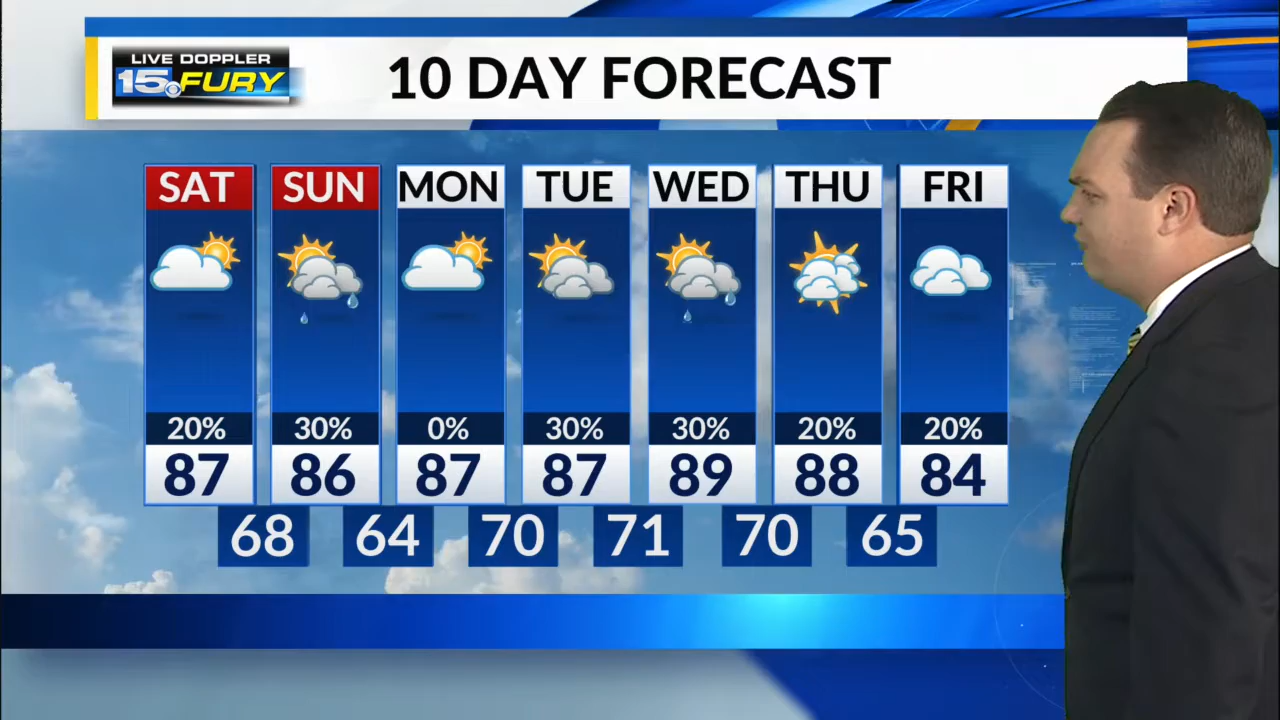 LIVE DOPPLER
15 FURY
10 DAY FORECAST
SAT SUN MON TUE WED THU FRI
20% 30% 0% 30% 30% 20% 20%
87 86 87 87 89 88 84
68 64 70 71 70 65